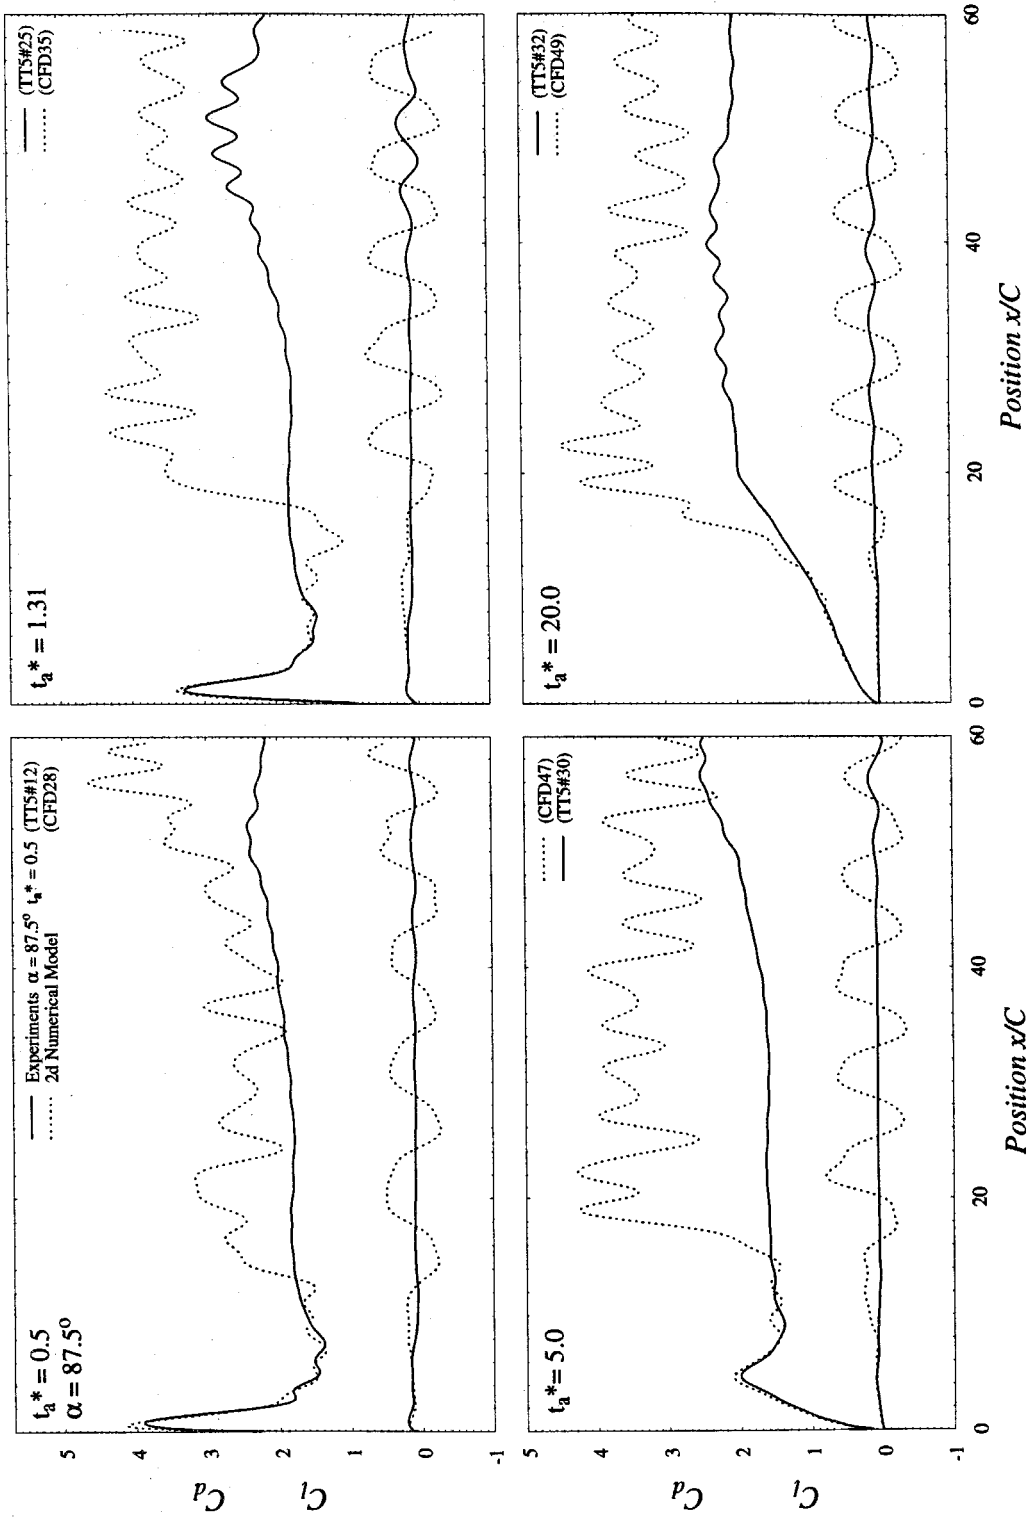 t_a* = 0.5
α = 87.5°
Experiments α = 87.5° t_a* = 0.5 (TT5#12)
2d Numerical Model (CFD28)
5
4
3
2
1
0
-1
C_d
C_l
t_a* = 1.31
(TT5#25)
(CFD35)
t_a* = 5.0
(CFD47)
(TT5#30)
5
4
3
2
1
0
-1
C_d
C_l
0
20
40
60
Position x/C
t_a* = 20.0
(TT5#32)
(CFD49)
0
20
40
60
Position x/C